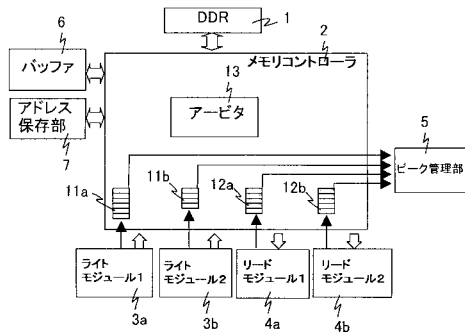 DDR
1
6
2
バッファ
メモリコントローラ
13
アービタ
アドレス
保存部
7
5
ピーク管理部
11a
11b
12a
12b
ライト
モジュール1
ライト
モジュール2
リード
モジュール1
リード
モジュール2
3a
3b
4a
4b